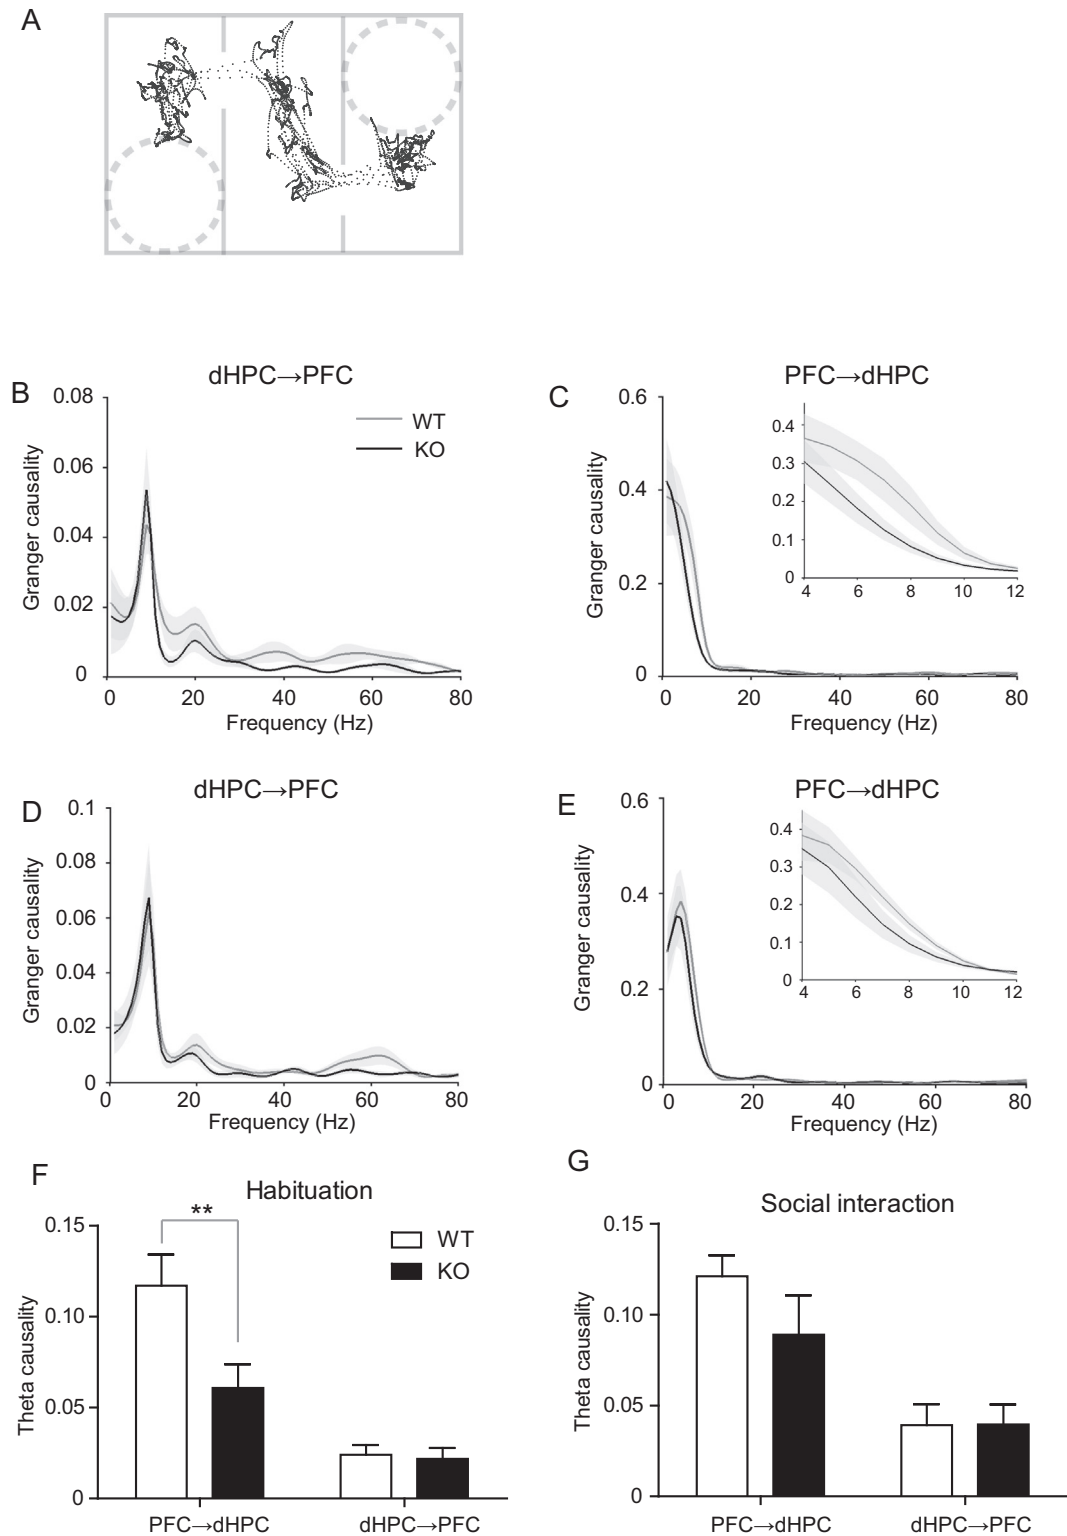 A
B
dHPC→PFC
0.08
0.06
0.04
0.02
0
Granger causality
WT
KO
0 20 40 60 80
Frequency (Hz)
C
PFC→dHPC
0.6
0.4
0.2
0
Granger causality
0.4
0.3
0.2
0.1
0
4 6 8 10 12
0 20 40 60 80
Frequency (Hz)
D
dHPC→PFC
0.1
0.08
0.06
0.04
0.02
0
Granger causality
0 20 40 60 80
Frequency (Hz)
E
PFC→dHPC
0.6
0.4
0.2
0
Granger causality
0.4
0.3
0.2
0.1
0
4 6 8 10 12
0 20 40 60 80
Frequency (Hz)
F
Habituation
**
0.15
0.10
0.05
0
Theta causality
WT
KO
PFC→dHPC dHPC→PFC
G
Social interaction
0.15
0.10
0.05
0
Theta causality
PFC→dHPC dHPC→PFC